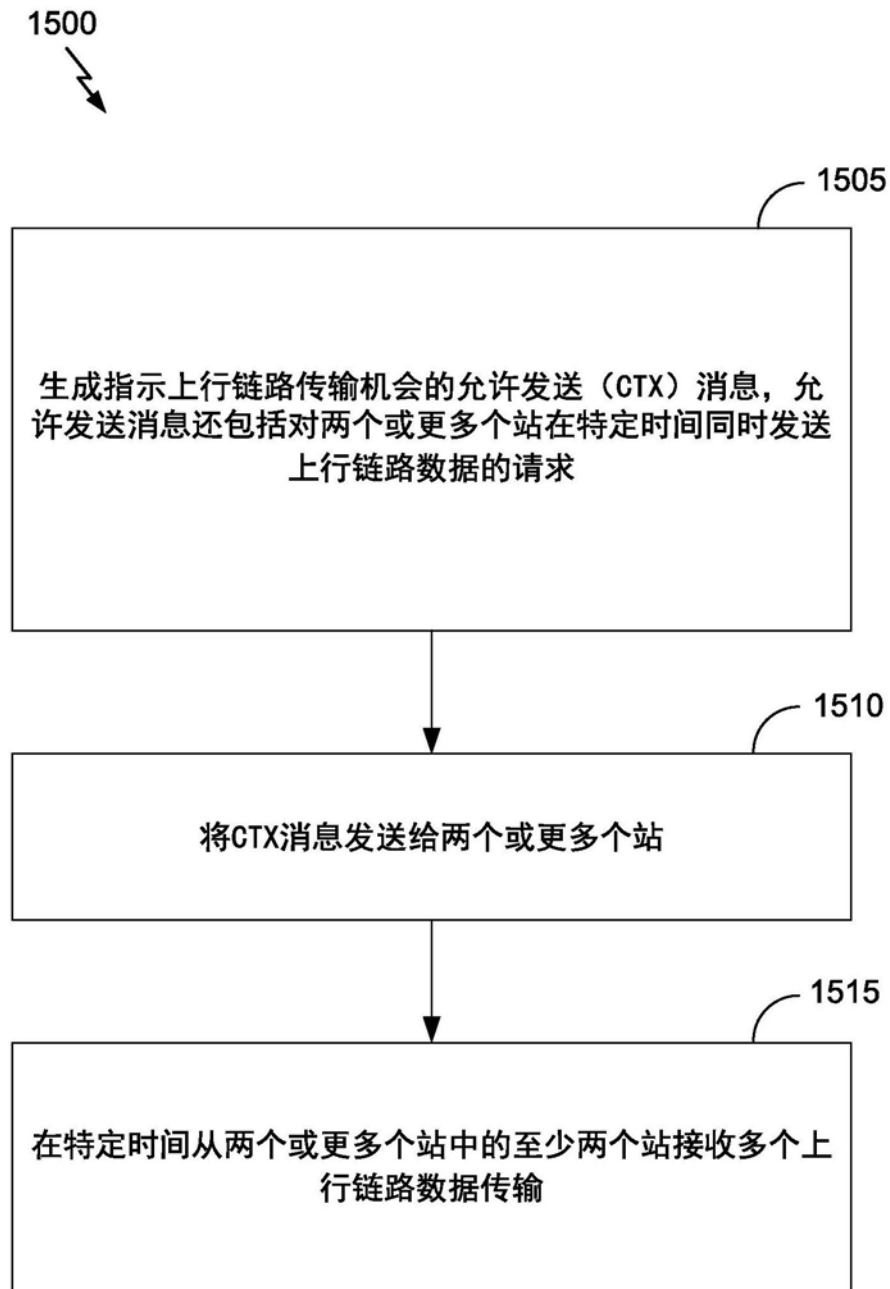 1500
1505
生成指示上行链路传输机会的允许发送（CTX）消息，允
许发送消息还包括对两个或更多个站在特定时间同时发送
上行链路数据的请求
1510
将CTX消息发送给两个或更多个站
1515
在特定时间从两个或更多个站中的至少两个站接收多个上
行链路数据传输